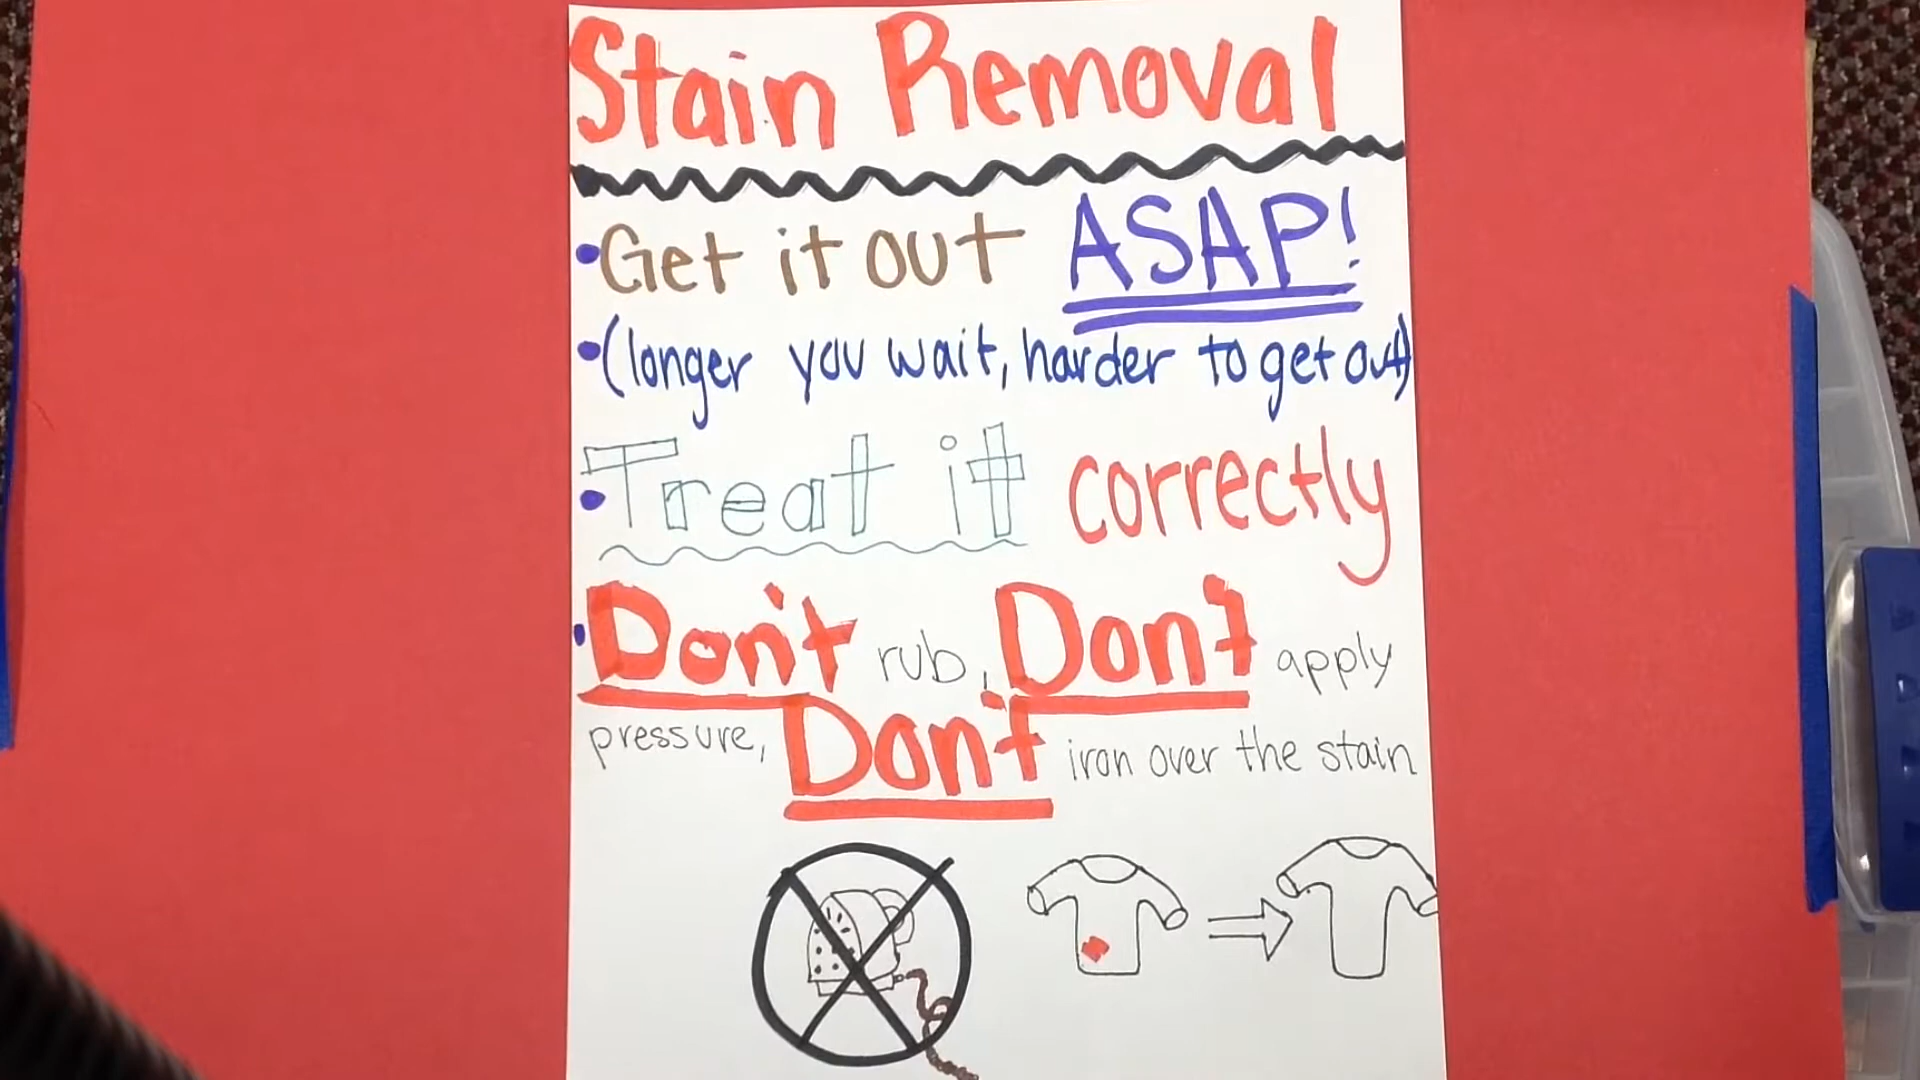 Stain Removal
•Get it out ASAP!
•(longer you wait, harder to get out)
•Treat it correctly
•Don't rub, Don't apply
pressure, Don't iron over the stain